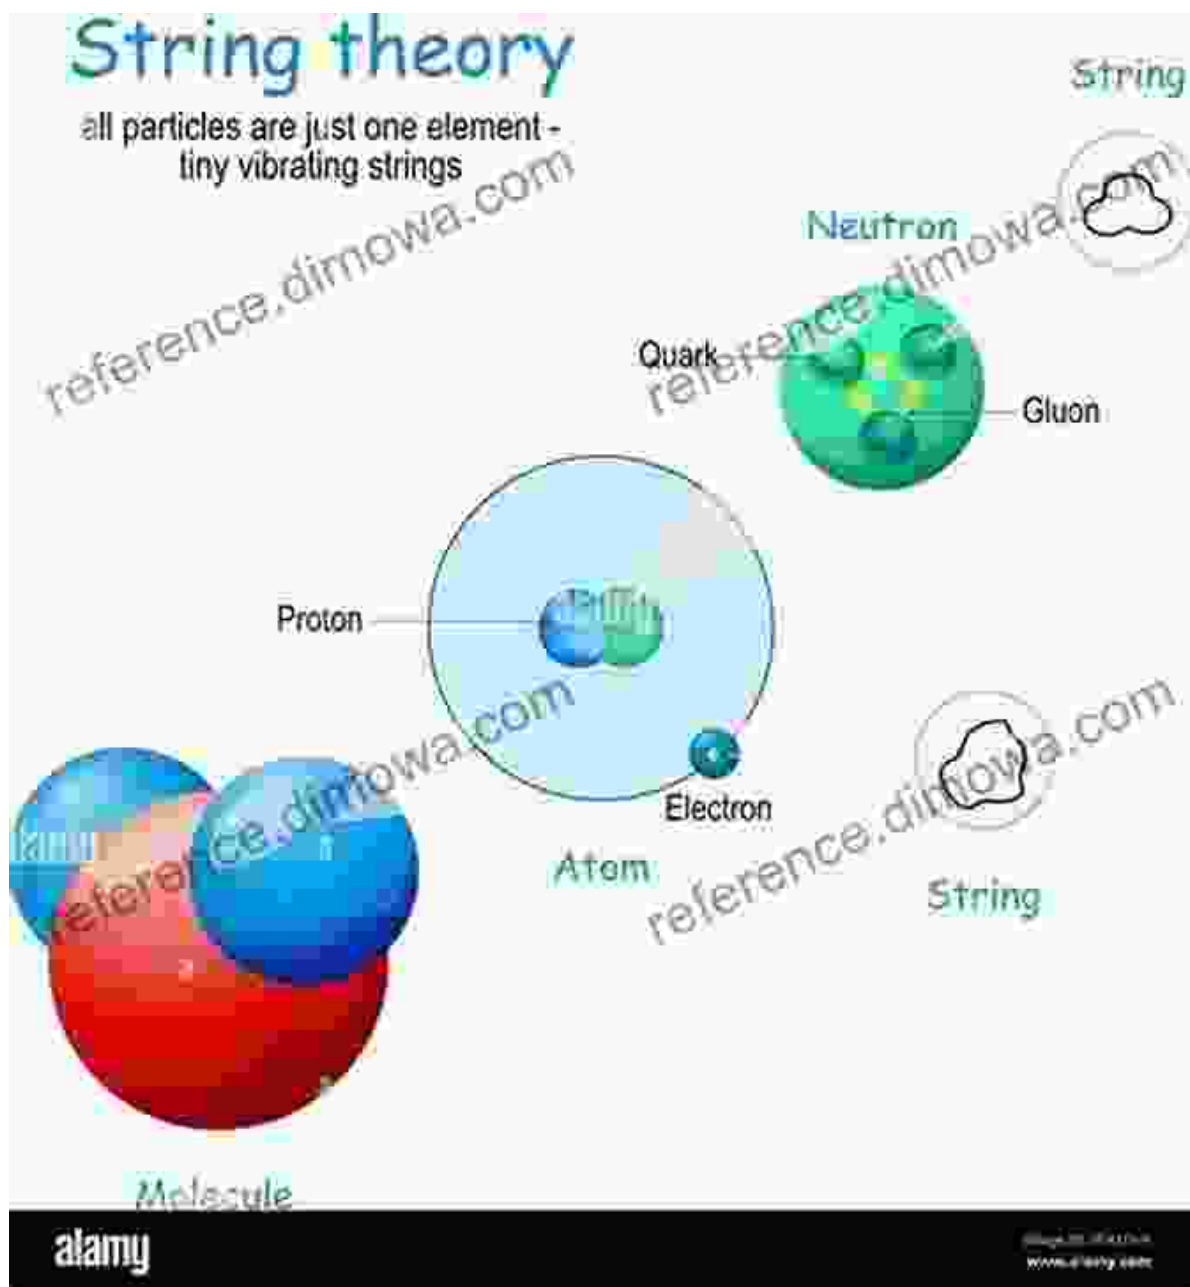 String theory
all particles are just one element -
tiny vibrating strings
String
Neutron
Quark
Gluon
Proton
Electron
Atom
String
Molecule
reference.dimowa.com
reference.dimowa.com
reference.dimowa.com
reference.dimowa.com
alamy
alamy
www.alamy.com